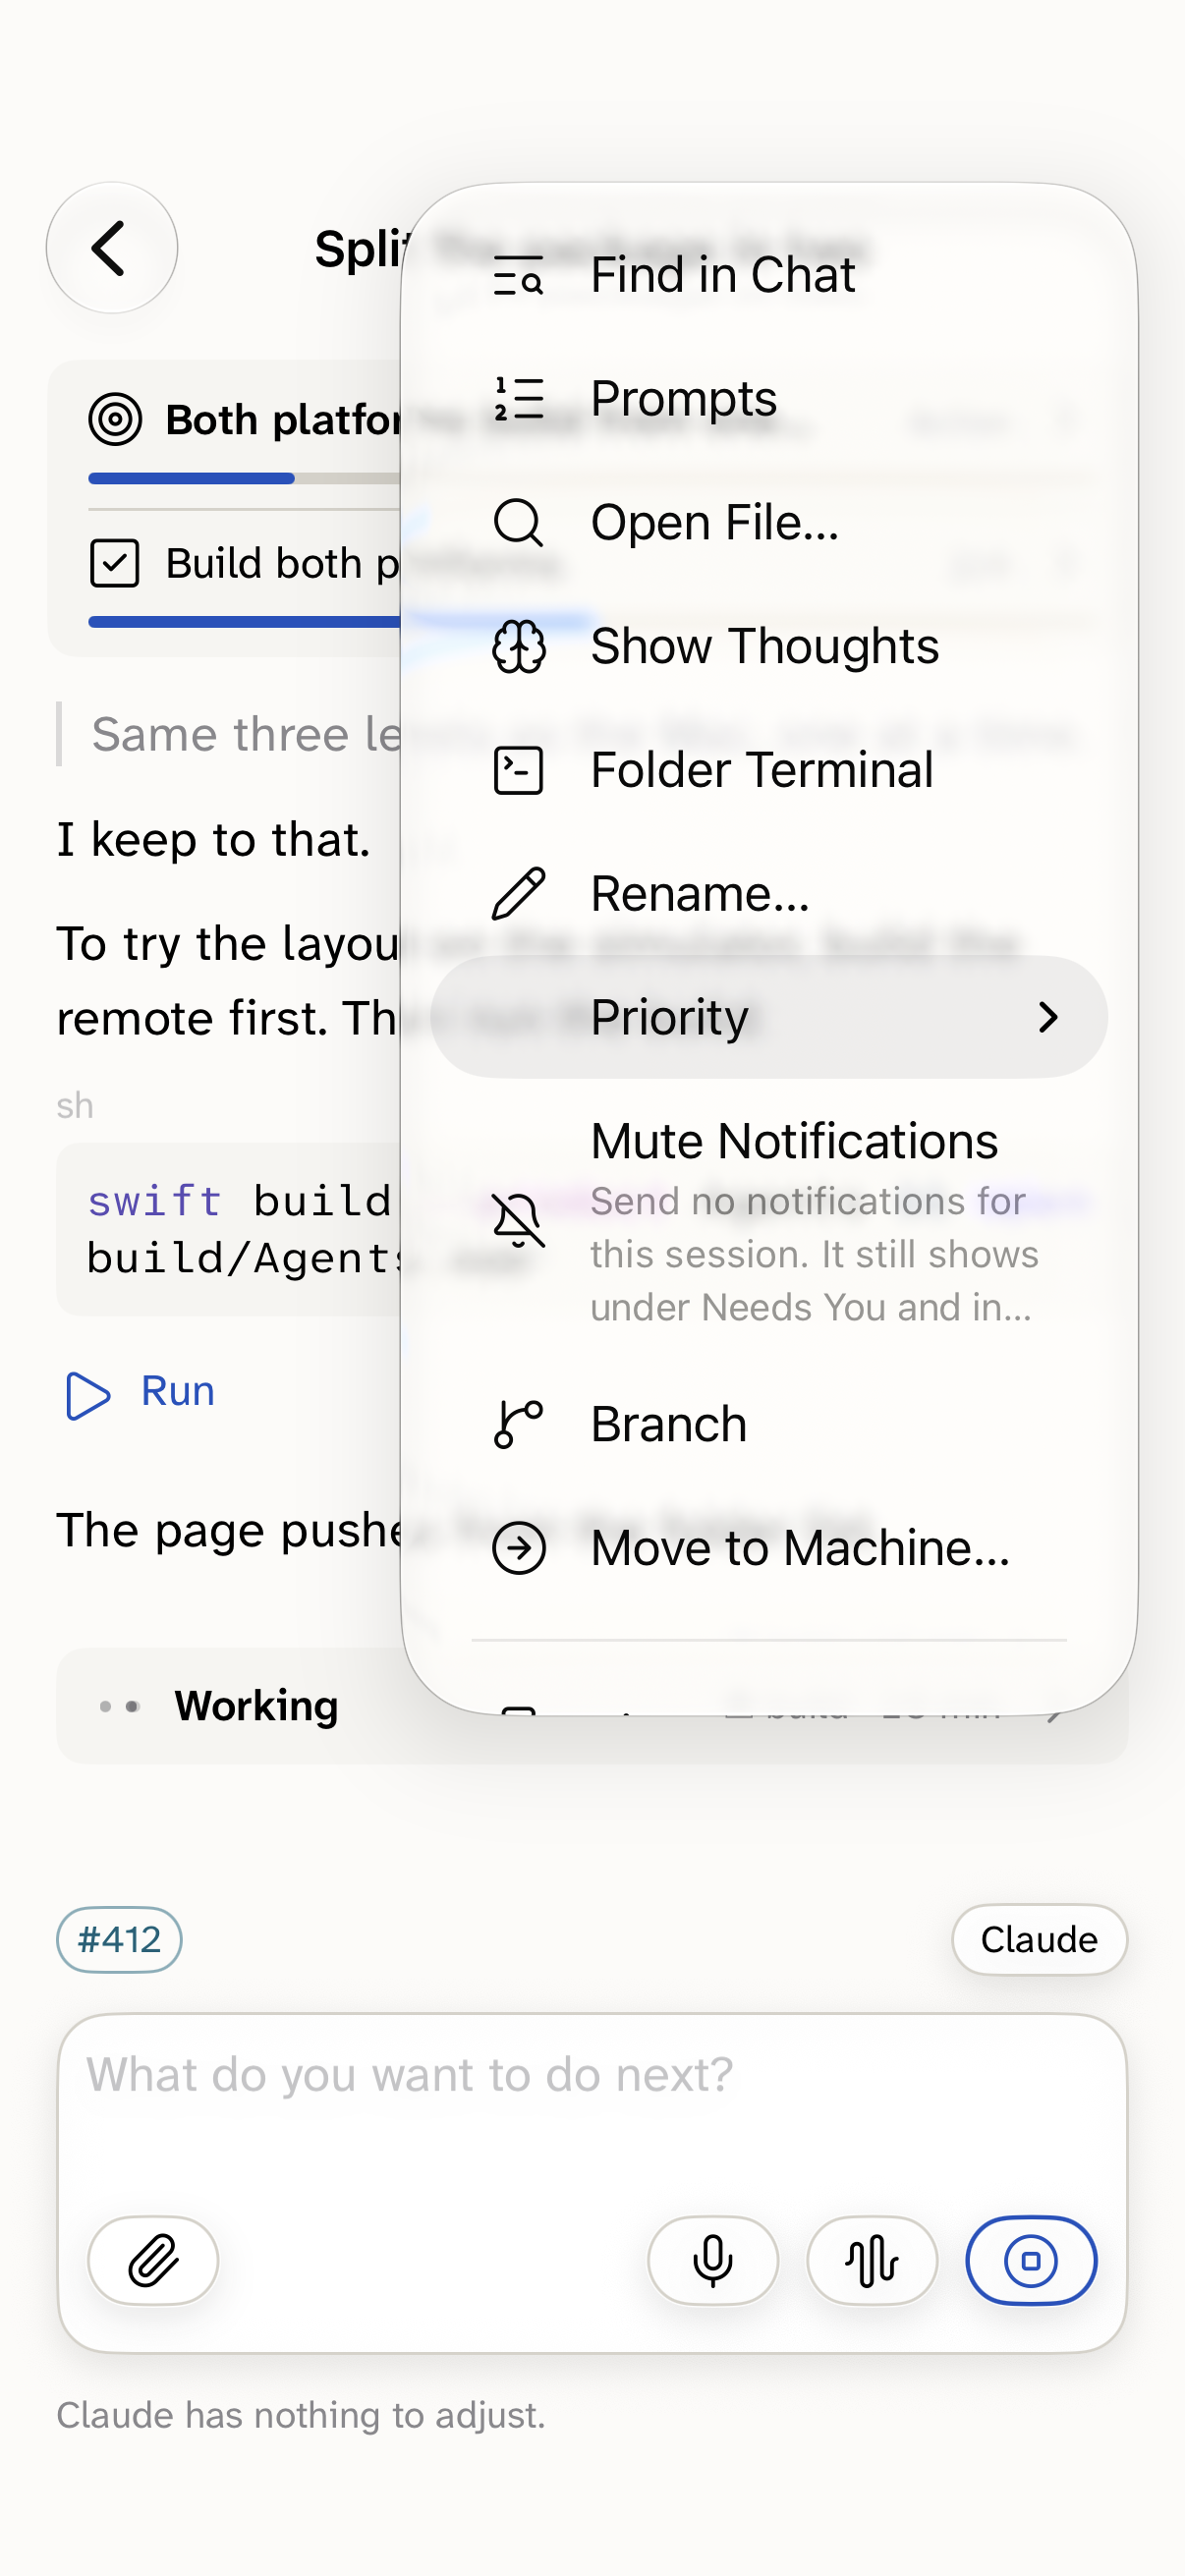 Split
Find in Chat
Prompts
Open File...
Show Thoughts
Folder Terminal
Rename...
Priority
Mute Notifications
Send no notifications for
this session. It still shows
under Needs You and in...
Branch
Move to Machine...
Both platfor
Build both p
Same three le
I keep to that.
To try the layou
remote first. Th
sh
swift build
build/Agents
Run
The page pushe
Working
#412
Claude
What do you want to do next?
Claude has nothing to adjust.